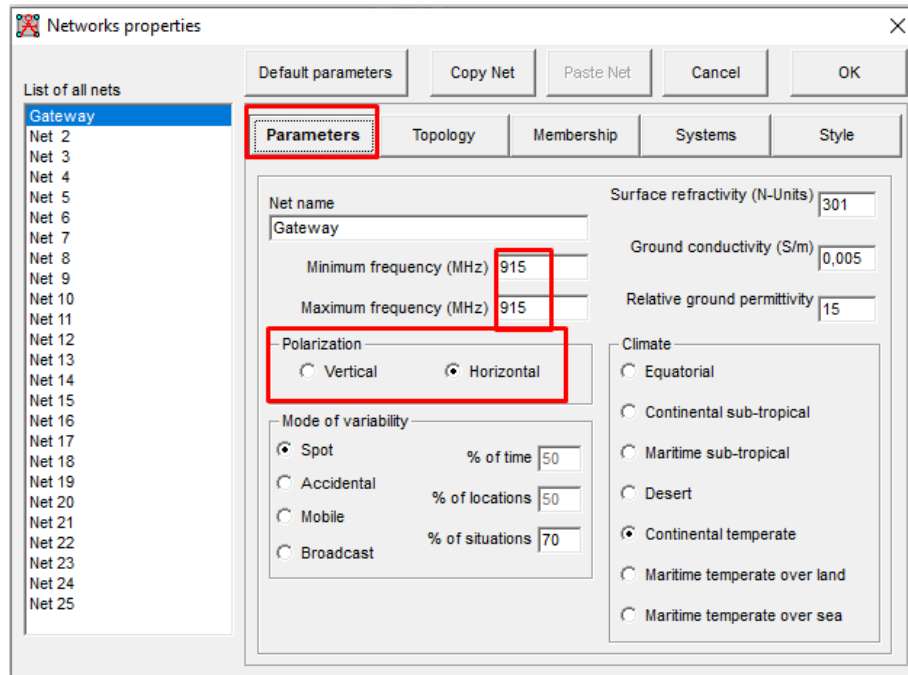 Networks properties
List of all nets
Gateway
Net 2
Net 3
Net 4
Net 5
Net 6
Net 7
Net 8
Net 9
Net 10
Net 11
Net 12
Net 13
Net 14
Net 15
Net 16
Net 17
Net 18
Net 19
Net 20
Net 21
Net 22
Net 23
Net 24
Net 25
Default parameters Copy Net Paste Net Cancel OK
Parameters Topology Membership Systems Style
Net name
Gateway
Minimum frequency (MHz) 915
Maximum frequency (MHz) 915
Polarization
Vertical Horizontal
Mode of variability
Spot
Accidental
Mobile
Broadcast
% of time 50
% of locations 50
% of situations 70
Surface refractivity (N-Units) 301
Ground conductivity (S/m) 0,005
Relative ground permittivity 15
Climate
Equatorial
Continental sub-tropical
Maritime sub-tropical
Desert
Continental temperate
Maritime temperate over land
Maritime temperate over sea